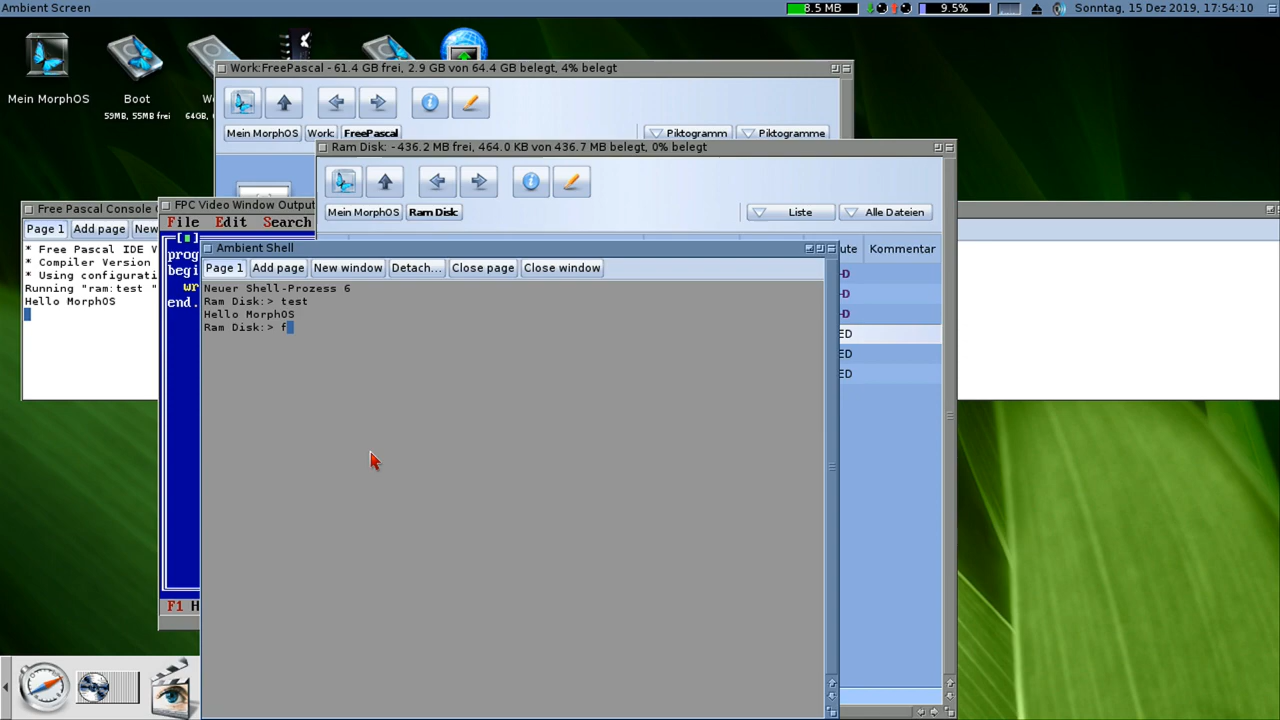 Ambient Screen
8.5 MB
9.5%
Sonntag, 15 Dez 2019, 17:54:10
Mein MorphOS
Boot
59MB, 55MB frei
Work:FreePascal - 61.4 GB frei, 2.9 GB von 64.4 GB belegt, 4% belegt
Mein MorphOS
Work:
FreePascal
Piktogramm
Piktogramme
Ram Disk: - 436.2 MB frei, 464.0 KB von 436.7 MB belegt, 0% belegt
Mein MorphOS
Ram Disk
Liste
Alle Dateien
Kommentar
Free Pascal Console
Page 1
Add page
* Free Pascal IDE V
* Compiler Version
* Using configurati
Running "ram:test "
Hello MorphOS
FPC Video Window Output
File Edit Search
prog
begi
wr
end.
F1 H
Ambient Shell
Page 1
Add page
New window
Detach...
Close page
Close window
Neuer Shell-Prozess 6
Ram Disk:> test
Hello MorphOS
Ram Disk:> f